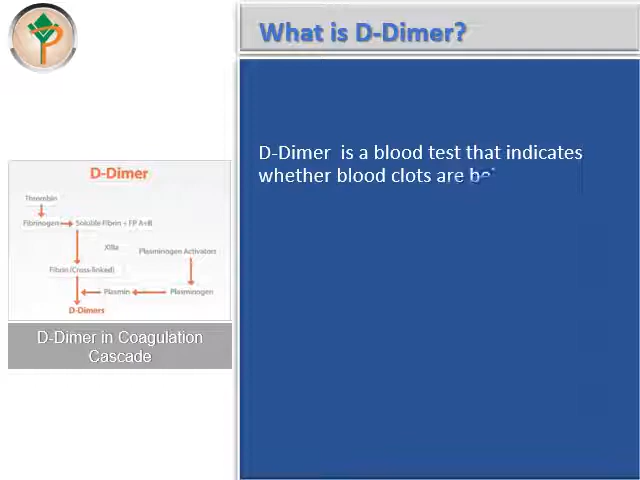 What is D-Dimer?
D-Dimer is a blood test that indicates
whether blood clots are
D-Dimer
Thrombin
Fibrinogen
Soluble Fibrin + FP A+B
XIIIa
Plasminogen Activators
Fibrin (Cross-linked)
Plasmin
Plasminogen
D-Dimers
D-Dimer in Coagulation
Cascade